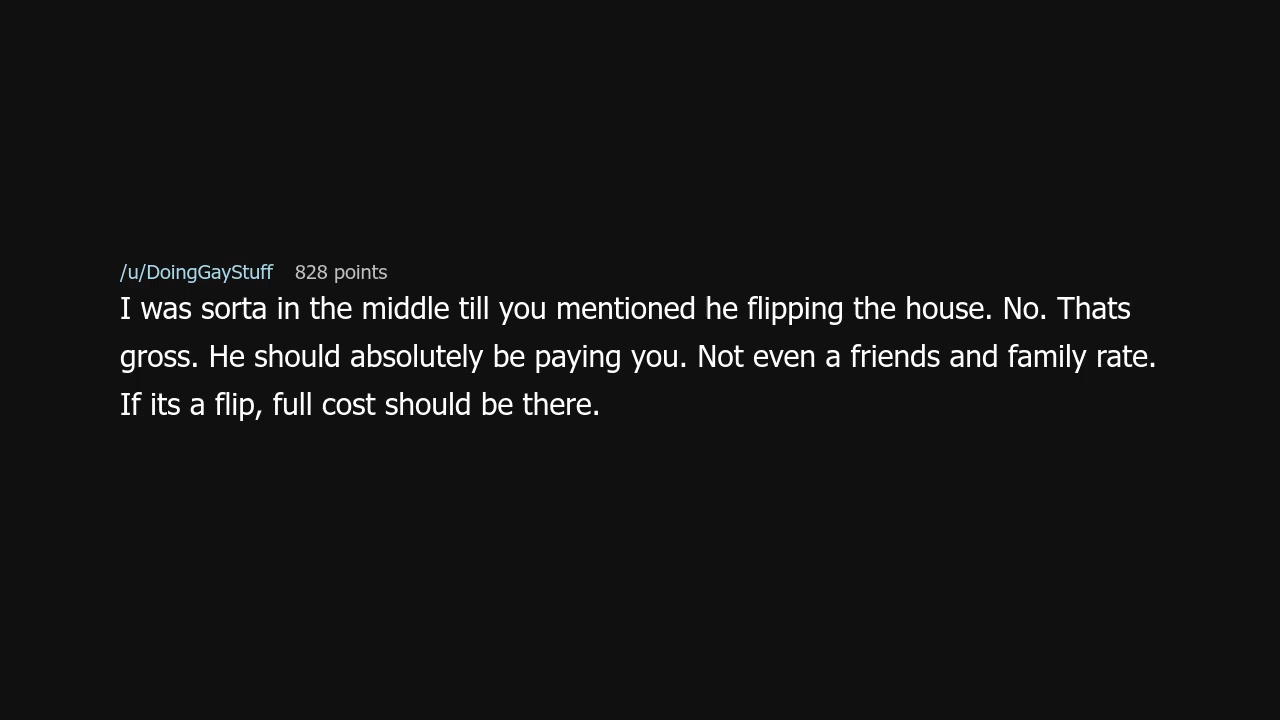 /u/DoingGayStuff 828 points
I was sorta in the middle till you mentioned he flipping the house. No. Thats
gross. He should absolutely be paying you. Not even a friends and family rate.
If its a flip, full cost should be there.